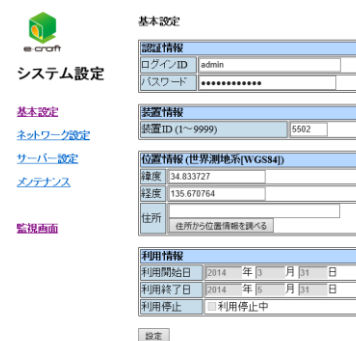 e-craft
システム設定
基本設定
ネットワーク設定
サーバー設定
メンテナンス
監視画面
基本設定
認証情報
ログインID admin
パスワード ●●●●●●●●●●●●
装置情報
装置ID (1～9999) 5502
位置情報 (世界測地系[WGS84])
緯度 34.833727
経度 135.670764
住所
住所から位置情報を調べる
利用情報
利用開始日 2014 年 3 月 31 日
利用終了日 2014 年 5 月 31 日
利用停止 利用停止中
設定